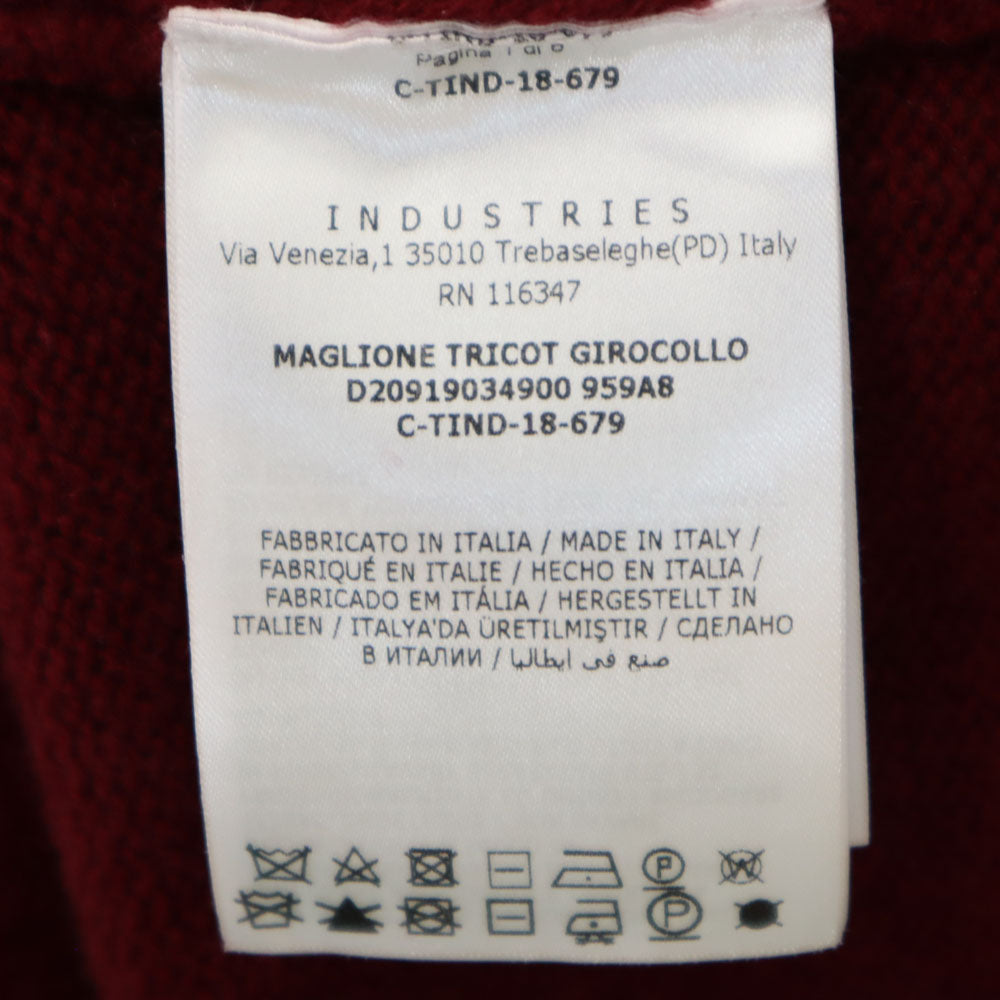 Pagina 1 di 6
C-TIND-18-679
INDUSTRIES
Via Venezia,1 35010 Trebaseleghe(PD) Italy
RN 116347
MAGLIONE TRICOT GIROCOLLO
D20919034900 959A8
C-TIND-18-679
FABBRICATO IN ITALIA / MADE IN ITALY /
FABRIQUÉ EN ITALIE / HECHO EN ITALIA /
FABRICADO EM ITÁLIA / HERGESTELLT IN
ITALIEN / ITALYA'DA ÜRETILMIŞTIR / СДЕЛАНО
В ИТАЛИИ / صنع في ايطاليا
P W
P